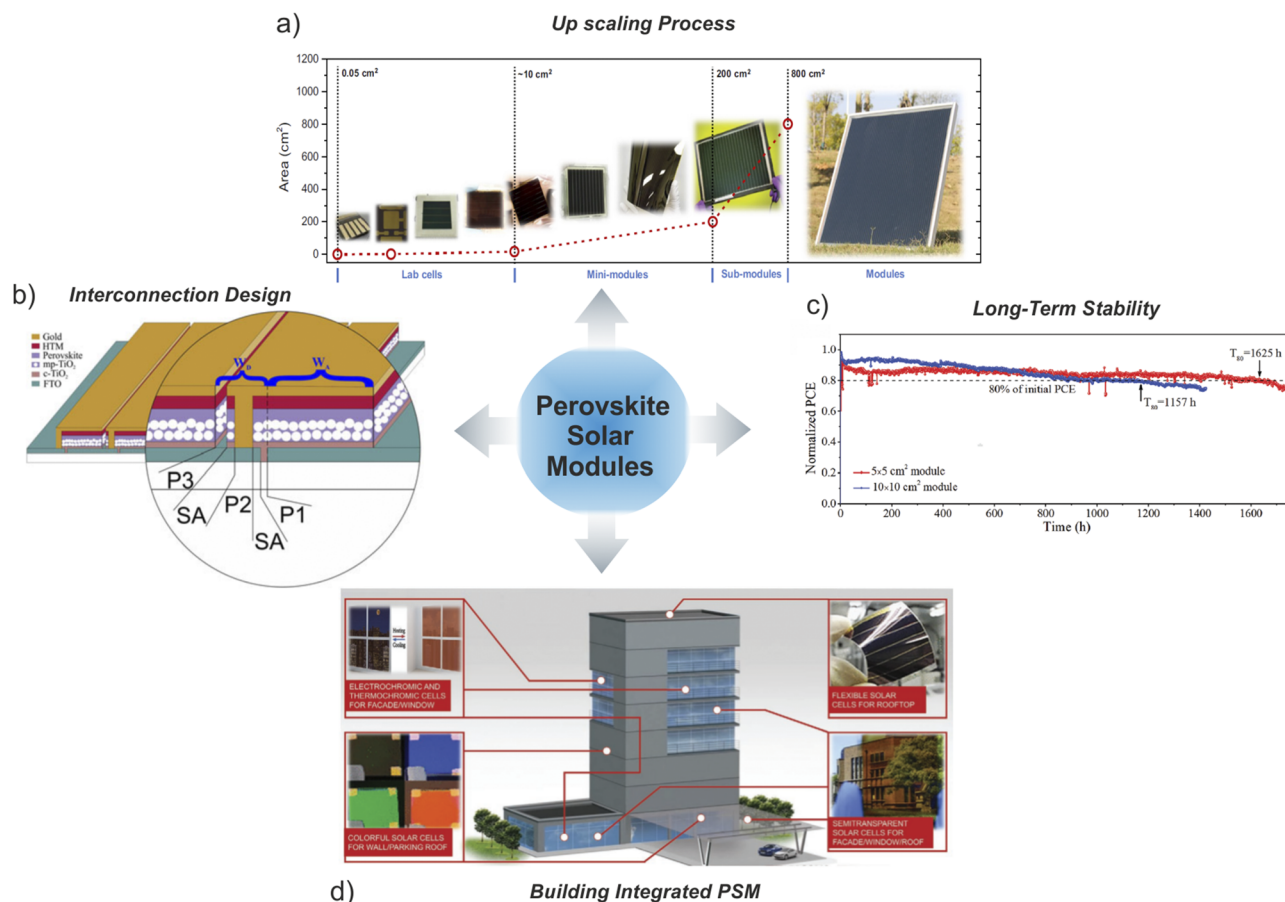 a)
Up scaling Process
1200
1000
800
600
400
200
0
Area (cm²)
0.05 cm²
~10 cm²
200 cm²
800 cm²
Lab cells
Mini-modules
Sub-modules
Modules
b)
Interconnection Design
Gold
HTM
Perovskite
mp-TiO₂
c-TiO₂
FTO
W_D
W_A
P3
SA
P2
SA
P1
Perovskite
Solar
Modules
c)
Long-Term Stability
1.0
0.8
0.6
0.4
0.2
0.0
Normalized PCE
T₈₀=1625 h
80% of initial PCE
T₈₀=1157 h
5×5 cm² module
10×10 cm² module
0
200
400
600
800
1000
1200
1400
1600
Time (h)
Heating
Cooling
ELECTROCHROMIC AND
THERMOCHROMIC CELLS
FOR FACADE/WINDOW
FLEXIBLE SOLAR
CELLS FOR ROOFTOP
COLORFUL SOLAR CELLS
FOR WALL/PARKING ROOF
SEMITRANSPARENT
SOLAR CELLS FOR
FACADE/WINDOW/ROOF
d)
Building Integrated PSM